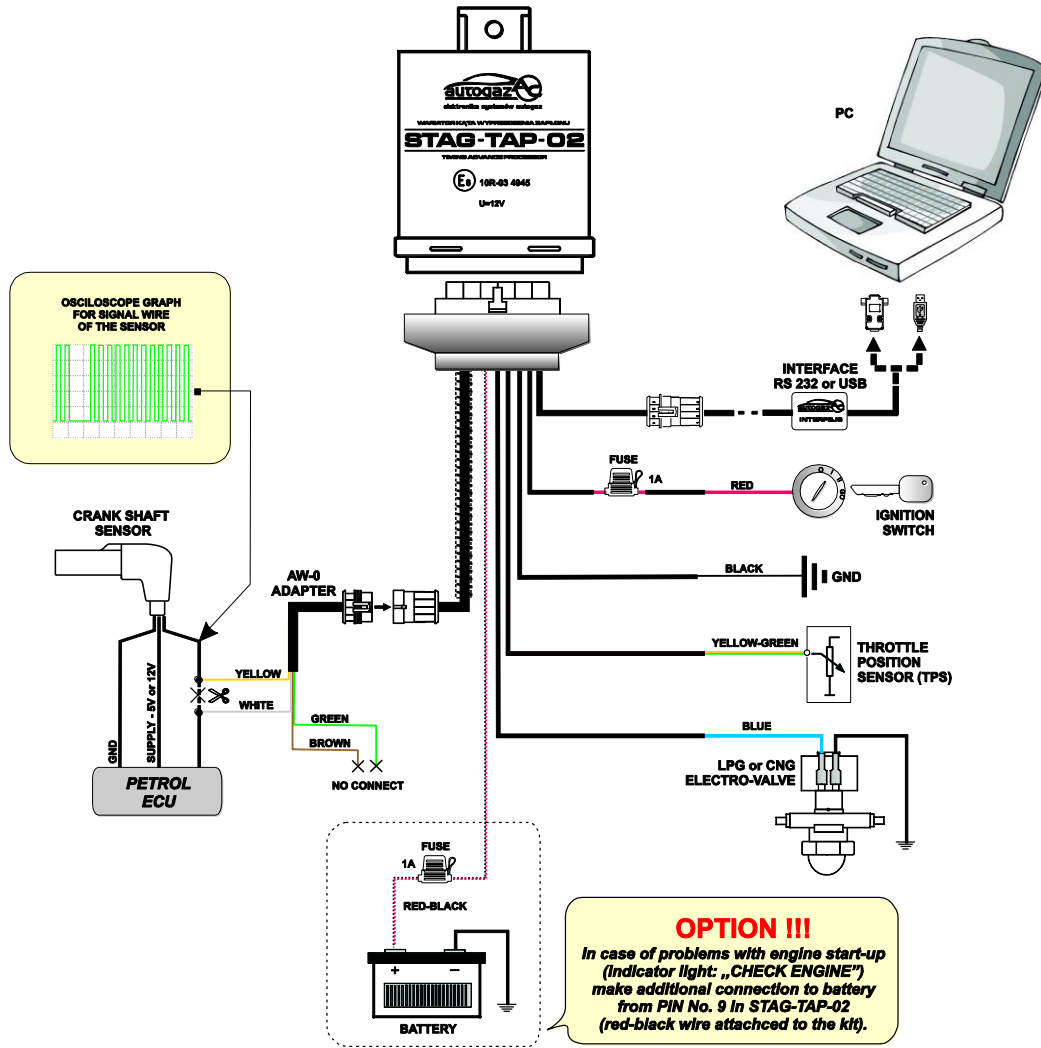 autogaz AC
elektronika systemów autogaz
WARIATOR KĄTA WYPRZEDZENIA ZAPŁONU
STAG-TAP-02
TIMING ADVANCE PROCESSOR
E8 10R-03 4945
U=12V
PC
OSCILOSCOPE GRAPH
FOR SIGNAL WIRE
OF THE SENSOR
INTERFACE
RS 232 or USB
autogaz
INTERFEJS
FUSE
1A
RED
IGNITION
SWITCH
CRANK SHAFT
SENSOR
AW-0
ADAPTER
BLACK
GND
YELLOW-GREEN
THROTTLE
POSITION
SENSOR (TPS)
YELLOW
WHITE
GREEN
BROWN
NO CONNECT
GND
SUPPLY - 5V or 12V
PETROL
ECU
BLUE
LPG or CNG
ELECTRO-VALVE
FUSE
1A
RED-BLACK
+
–
BATTERY
OPTION !!!
In case of problems with engine start-up
(Indicator light: „CHECK ENGINE”)
make additional connection to battery
from PIN No. 9 in STAG-TAP-02
(red-black wire attachced to the kit).